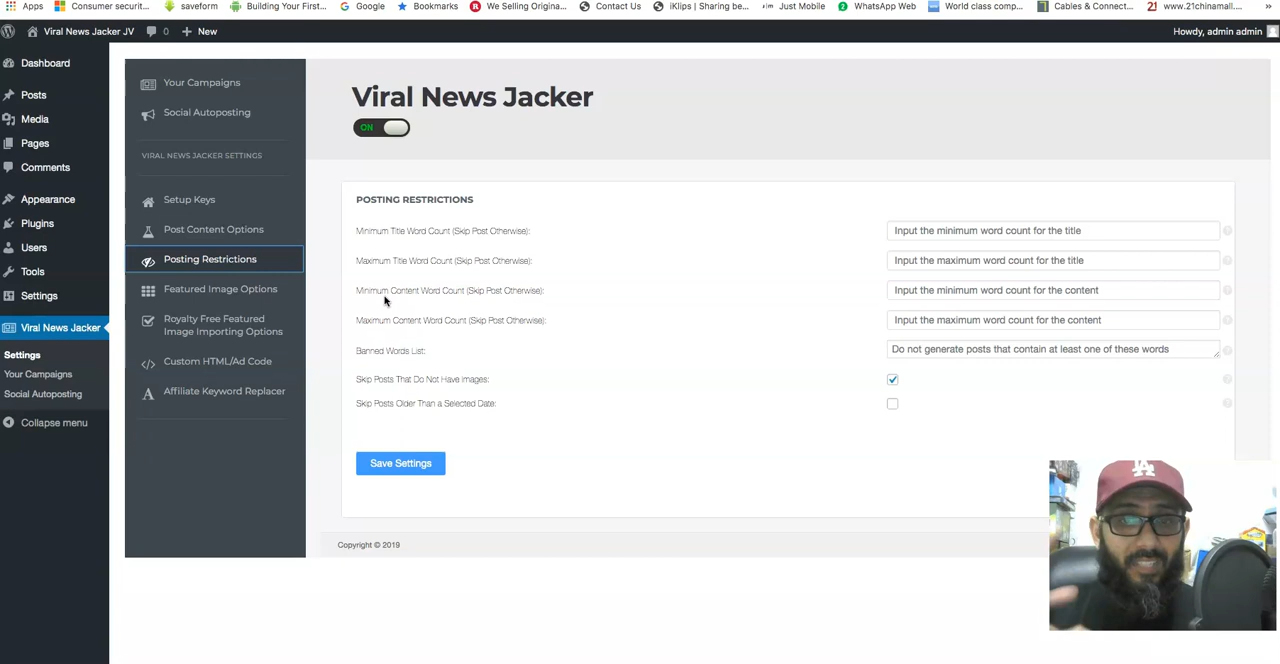 Apps
Consumer securit...
saveform
Building Your First...
Google
Bookmarks
We Selling Origina...
Contact Us
iKlips | Sharing be...
Just Mobile
WhatsApp Web
World class comp...
Cables & Connect...
www.21chinamall....
»
Viral News Jacker JV
0
+ New
Howdy, admin admin
Dashboard
Posts
Media
Pages
Comments
Appearance
Plugins
Users
Tools
Settings
Viral News Jacker
Settings
Your Campaigns
Social Autoposting
Collapse menu
Your Campaigns
Social Autoposting
VIRAL NEWS JACKER SETTINGS
Setup Keys
Post Content Options
Posting Restrictions
Featured Image Options
Royalty Free Featured
Image Importing Options
Custom HTML/Ad Code
Affiliate Keyword Replacer
Viral News Jacker
ON
POSTING RESTRICTIONS
Minimum Title Word Count (Skip Post Otherwise):
Input the minimum word count for the title
Maximum Title Word Count (Skip Post Otherwise):
Input the maximum word count for the title
Minimum Content Word Count (Skip Post Otherwise):
Input the minimum word count for the content
Maximum Content Word Count (Skip Post Otherwise):
Input the maximum word count for the content
Banned Words List:
Do not generate posts that contain at least one of these words
Skip Posts That Do Not Have Images:
Skip Posts Older Than a Selected Date:
Save Settings
Copyright © 2019
LA